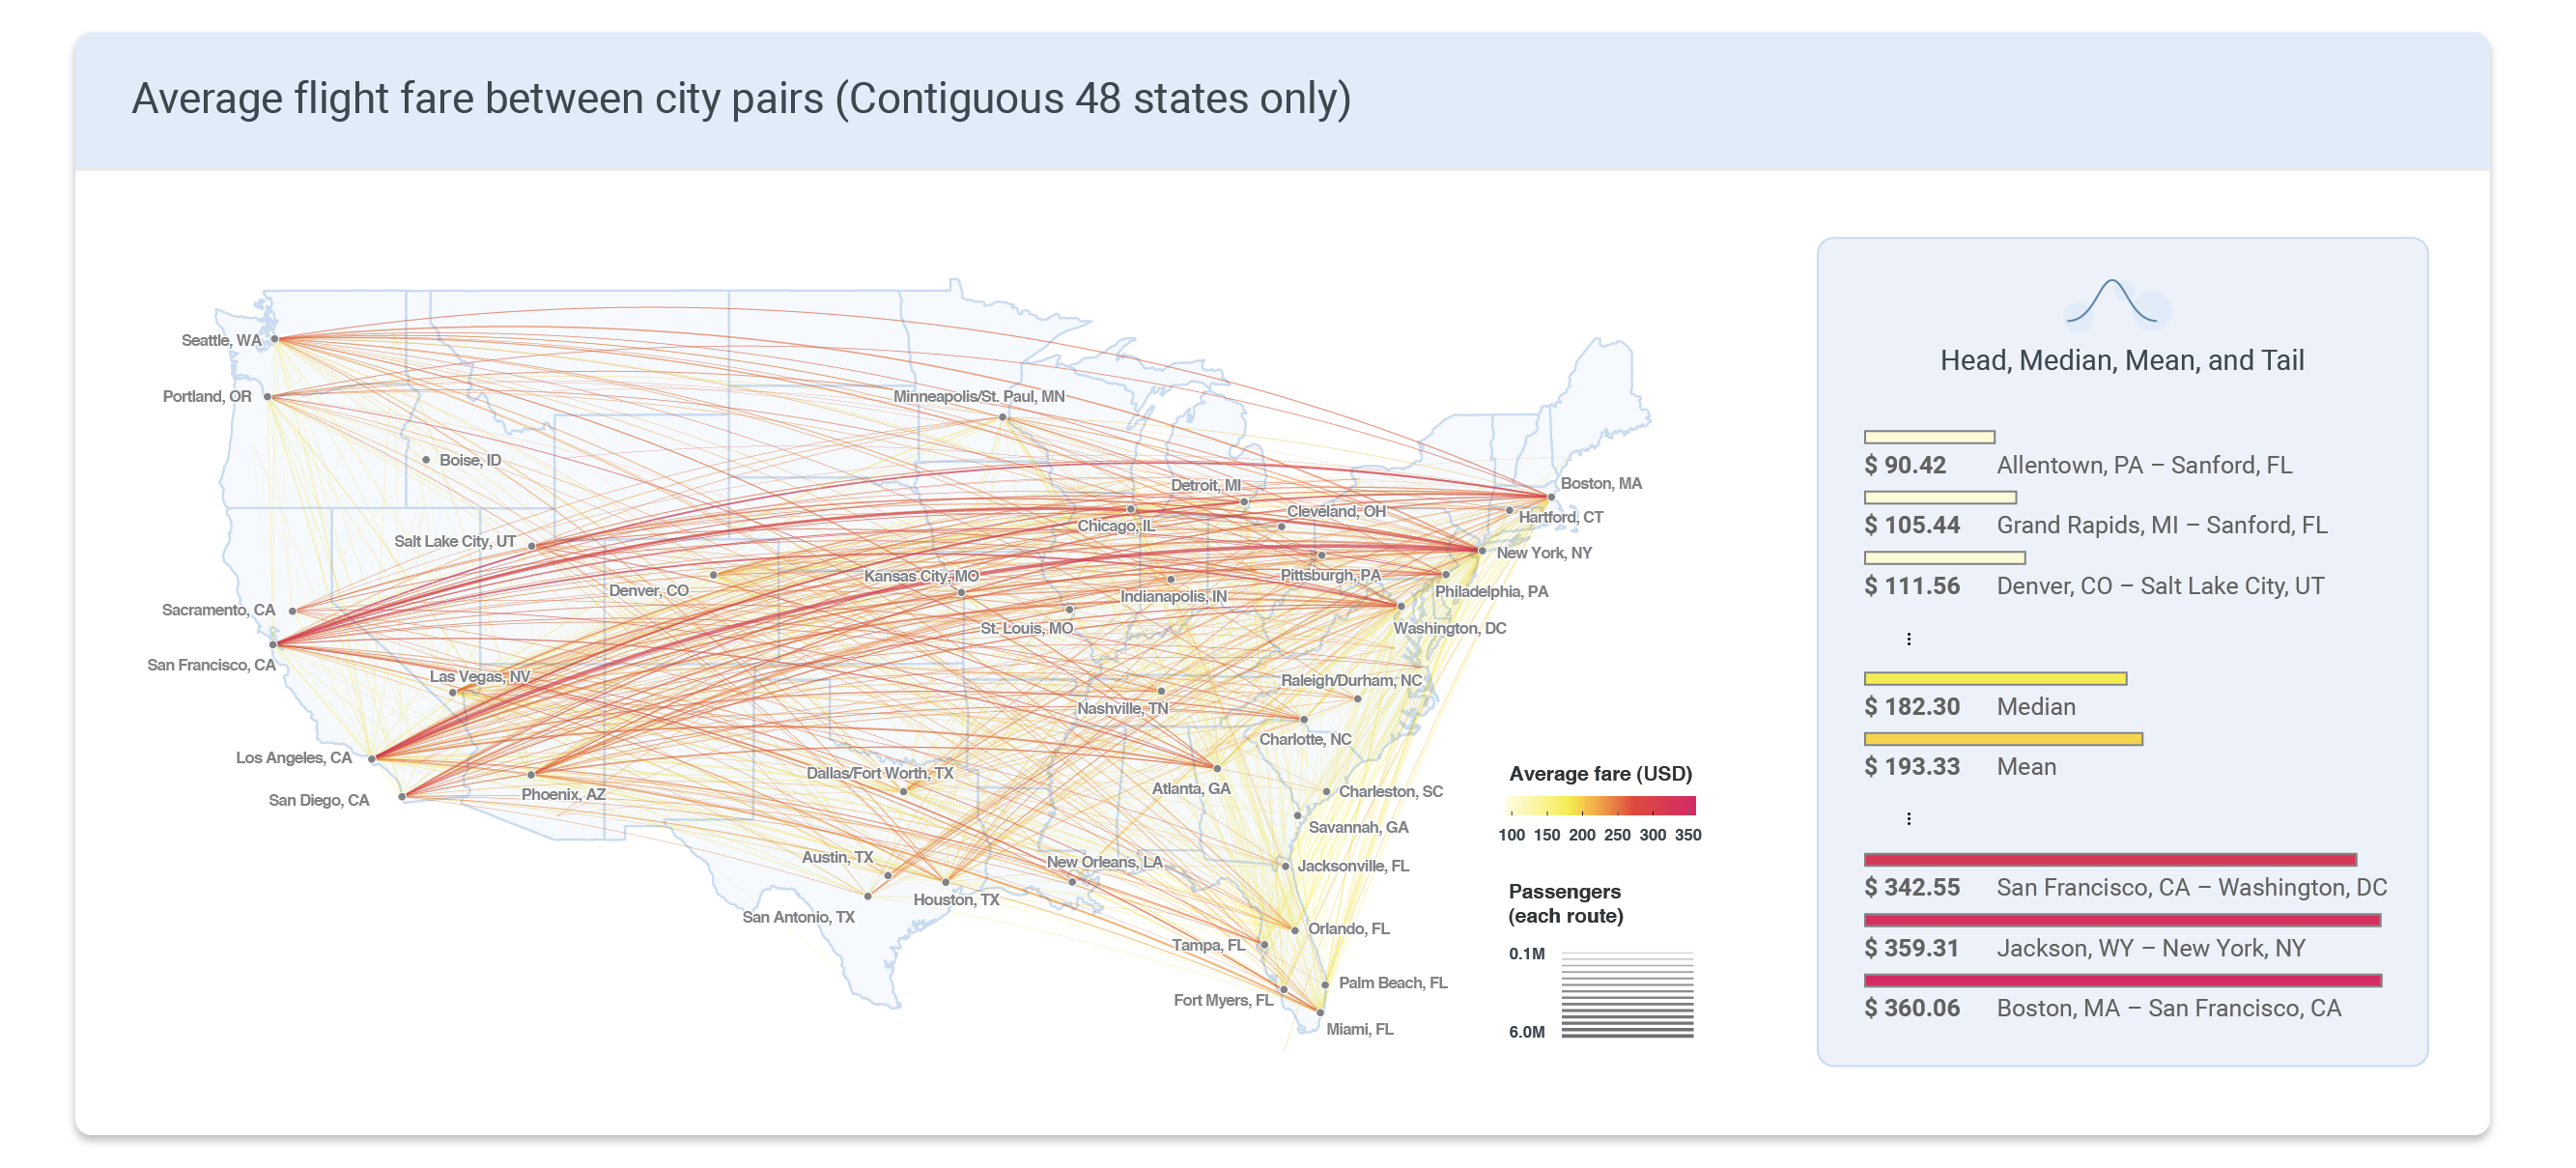 Average flight fare between city pairs (Contiguous 48 states only)
Seattle, WA
Portland, OR
Boise, ID
Minneapolis/St. Paul, MN
Detroit, MI
Boston, MA
Chicago, IL
Cleveland, OH
Hartford, CT
Salt Lake City, UT
New York, NY
Denver, CO
Kansas City, MO
Pittsburgh, PA
Indianapolis, IN
Philadelphia, PA
Sacramento, CA
St. Louis, MO
Washington, DC
San Francisco, CA
Las Vegas, NV
Raleigh/Durham, NC
Nashville, TN
Charlotte, NC
Los Angeles, CA
San Diego, CA
Phoenix, AZ
Dallas/Fort Worth, TX
Atlanta, GA
Charleston, SC
Savannah, GA
Austin, TX
New Orleans, LA
Jacksonville, FL
San Antonio, TX
Houston, TX
Orlando, FL
Tampa, FL
Palm Beach, FL
Fort Myers, FL
Miami, FL
Average fare (USD)
100 150 200 250 300 350
Passengers
(each route)
0.1M
6.0M
Head, Median, Mean, and Tail
$ 90.42 Allentown, PA – Sanford, FL
$ 105.44 Grand Rapids, MI – Sanford, FL
$ 111.56 Denver, CO – Salt Lake City, UT
$ 182.30 Median
$ 193.33 Mean
$ 342.55 San Francisco, CA – Washington, DC
$ 359.31 Jackson, WY – New York, NY
$ 360.06 Boston, MA – San Francisco, CA